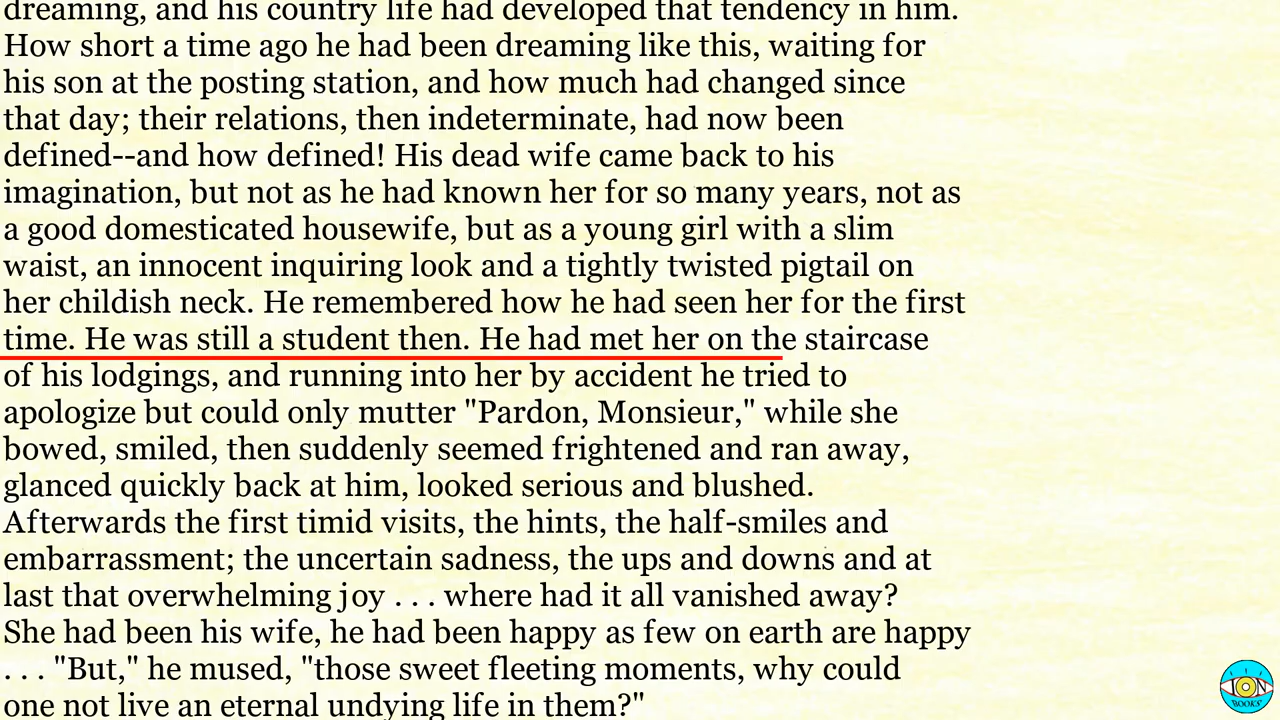 dreaming, and his country life had developed that tendency in him.
How short a time ago he had been dreaming like this, waiting for
his son at the posting station, and how much had changed since
that day; their relations, then indeterminate, had now been
defined--and how defined! His dead wife came back to his
imagination, but not as he had known her for so many years, not as
a good domesticated housewife, but as a young girl with a slim
waist, an innocent inquiring look and a tightly twisted pigtail on
her childish neck. He remembered how he had seen her for the first
time. He was still a student then. He had met her on the staircase
of his lodgings, and running into her by accident he tried to
apologize but could only mutter "Pardon, Monsieur," while she
bowed, smiled, then suddenly seemed frightened and ran away,
glanced quickly back at him, looked serious and blushed.
Afterwards the first timid visits, the hints, the half-smiles and
embarrassment; the uncertain sadness, the ups and downs and at
last that overwhelming joy . . . where had it all vanished away?
She had been his wife, he had been happy as few on earth are happy
. . . "But," he mused, "those sweet fleeting moments, why could
one not live an eternal undying life in them?"
ION
BOOKS